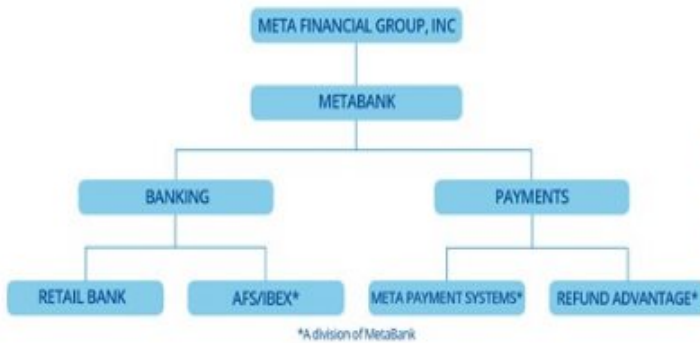 META FINANCIAL GROUP, INC
METABANK
BANKING
PAYMENTS
RETAIL BANK
AFS/IBEX*
META PAYMENT SYSTEMS*
REFUND ADVANTAGE*
*A division of MetaBank